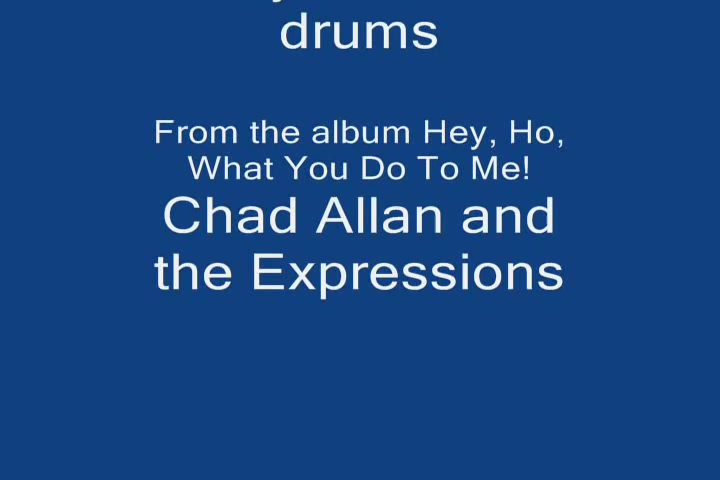 drums
From the album Hey, Ho,
What You Do To Me!
Chad Allan and
the Expressions